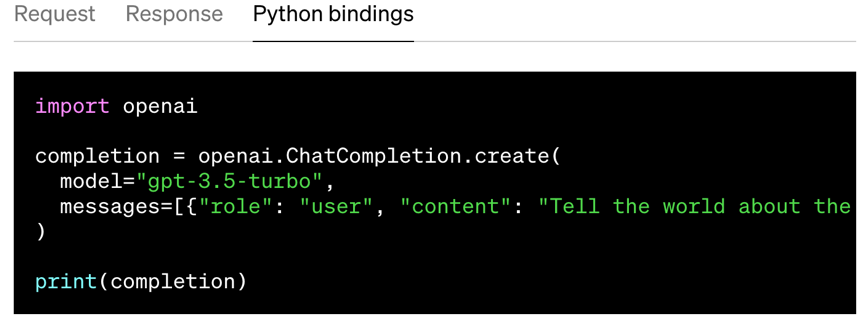 Request Response Python bindings
import openai
completion = openai.ChatCompletion.create(
  model="gpt-3.5-turbo",
  messages=[{"role": "user", "content": "Tell the world about the
)
print(completion)